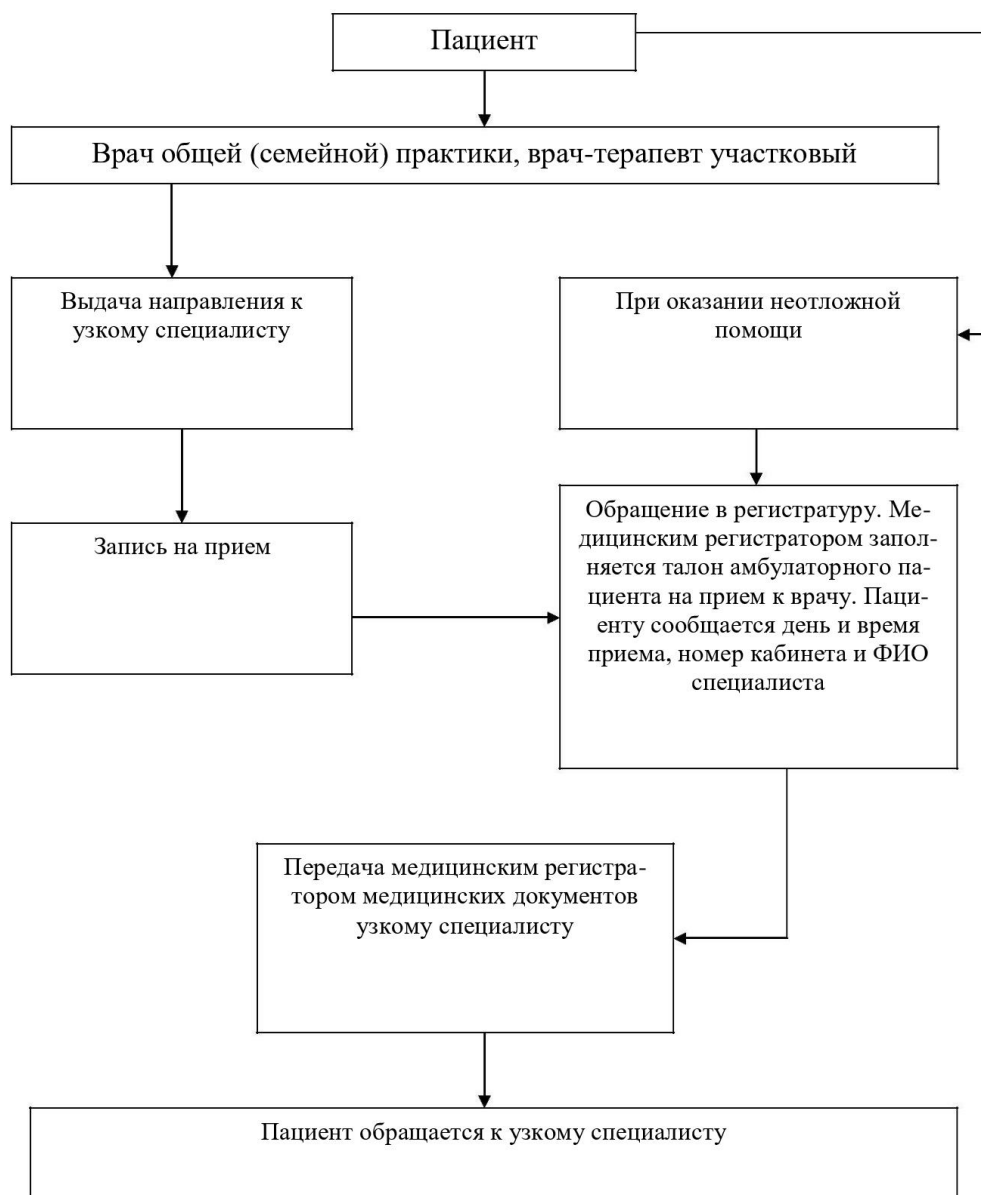 Пациент
Врач общей (семейной) практики, врач-терапевт участковый
Выдача направления к
узкому специалисту
При оказании неотложной
помощи
Запись на прием
Обращение в регистратуру. Ме-
дицинским регистратором запол-
няется талон амбулаторного па-
циента на прием к врачу. Паци-
енту сообщается день и время
приема, номер кабинета и ФИО
специалиста
Передача медицинским регистра-
тором медицинских документов
узкому специалисту
Пациент обращается к узкому специалисту